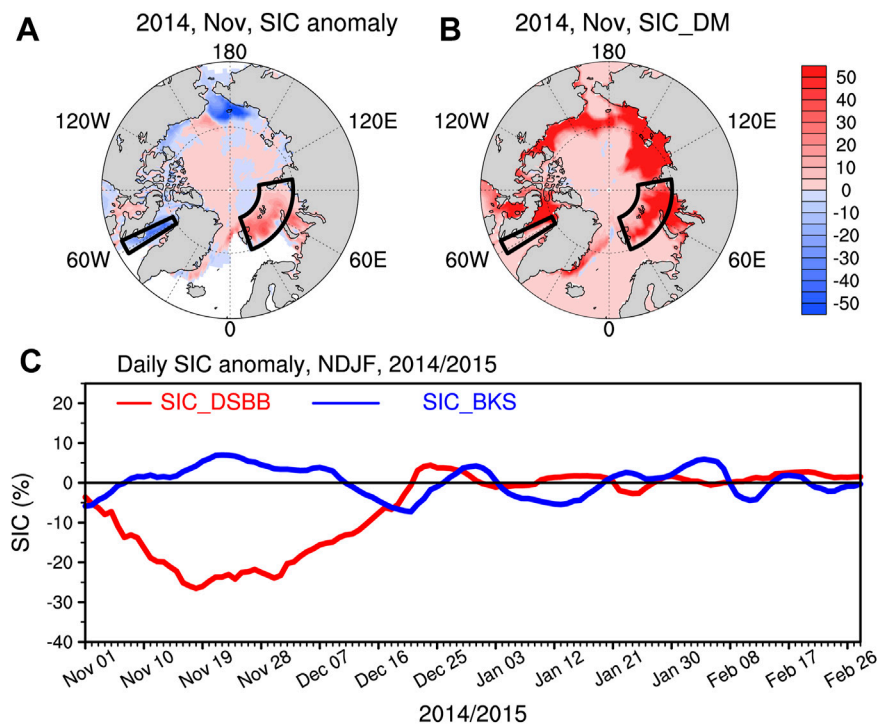 A 2014, Nov, SIC anomaly
180
120W
120E
60W
60E
0
B 2014, Nov, SIC_DM
180
120W
120E
60W
60E
0
50
40
30
20
10
0
-10
-20
-30
-40
-50
C Daily SIC anomaly, NDJF, 2014/2015
SIC_DSBB SIC_BKS
SIC (%)
20
10
0
-10
-20
-30
-40
Nov 01 Nov 10 Nov 19 Nov 28 Dec 07 Dec 16 Dec 25 Jan 03 Jan 12 Jan 21 Jan 30 Feb 08 Feb 17 Feb 26
2014/2015